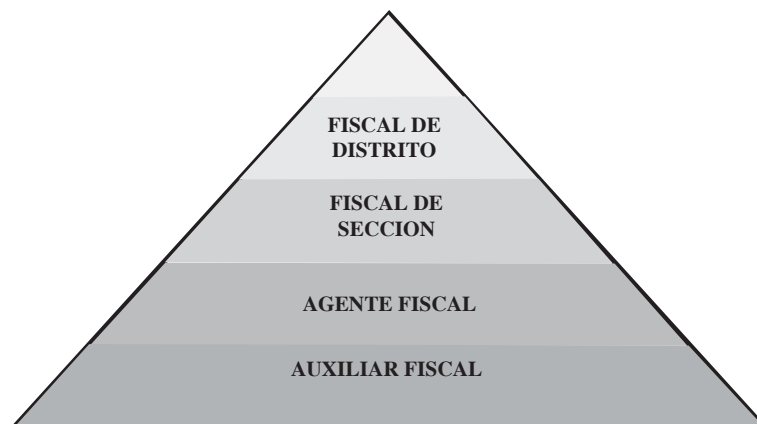 FISCAL DE
DISTRITO
FISCAL DE
SECCION
AGENTE FISCAL
AUXILIAR FISCAL